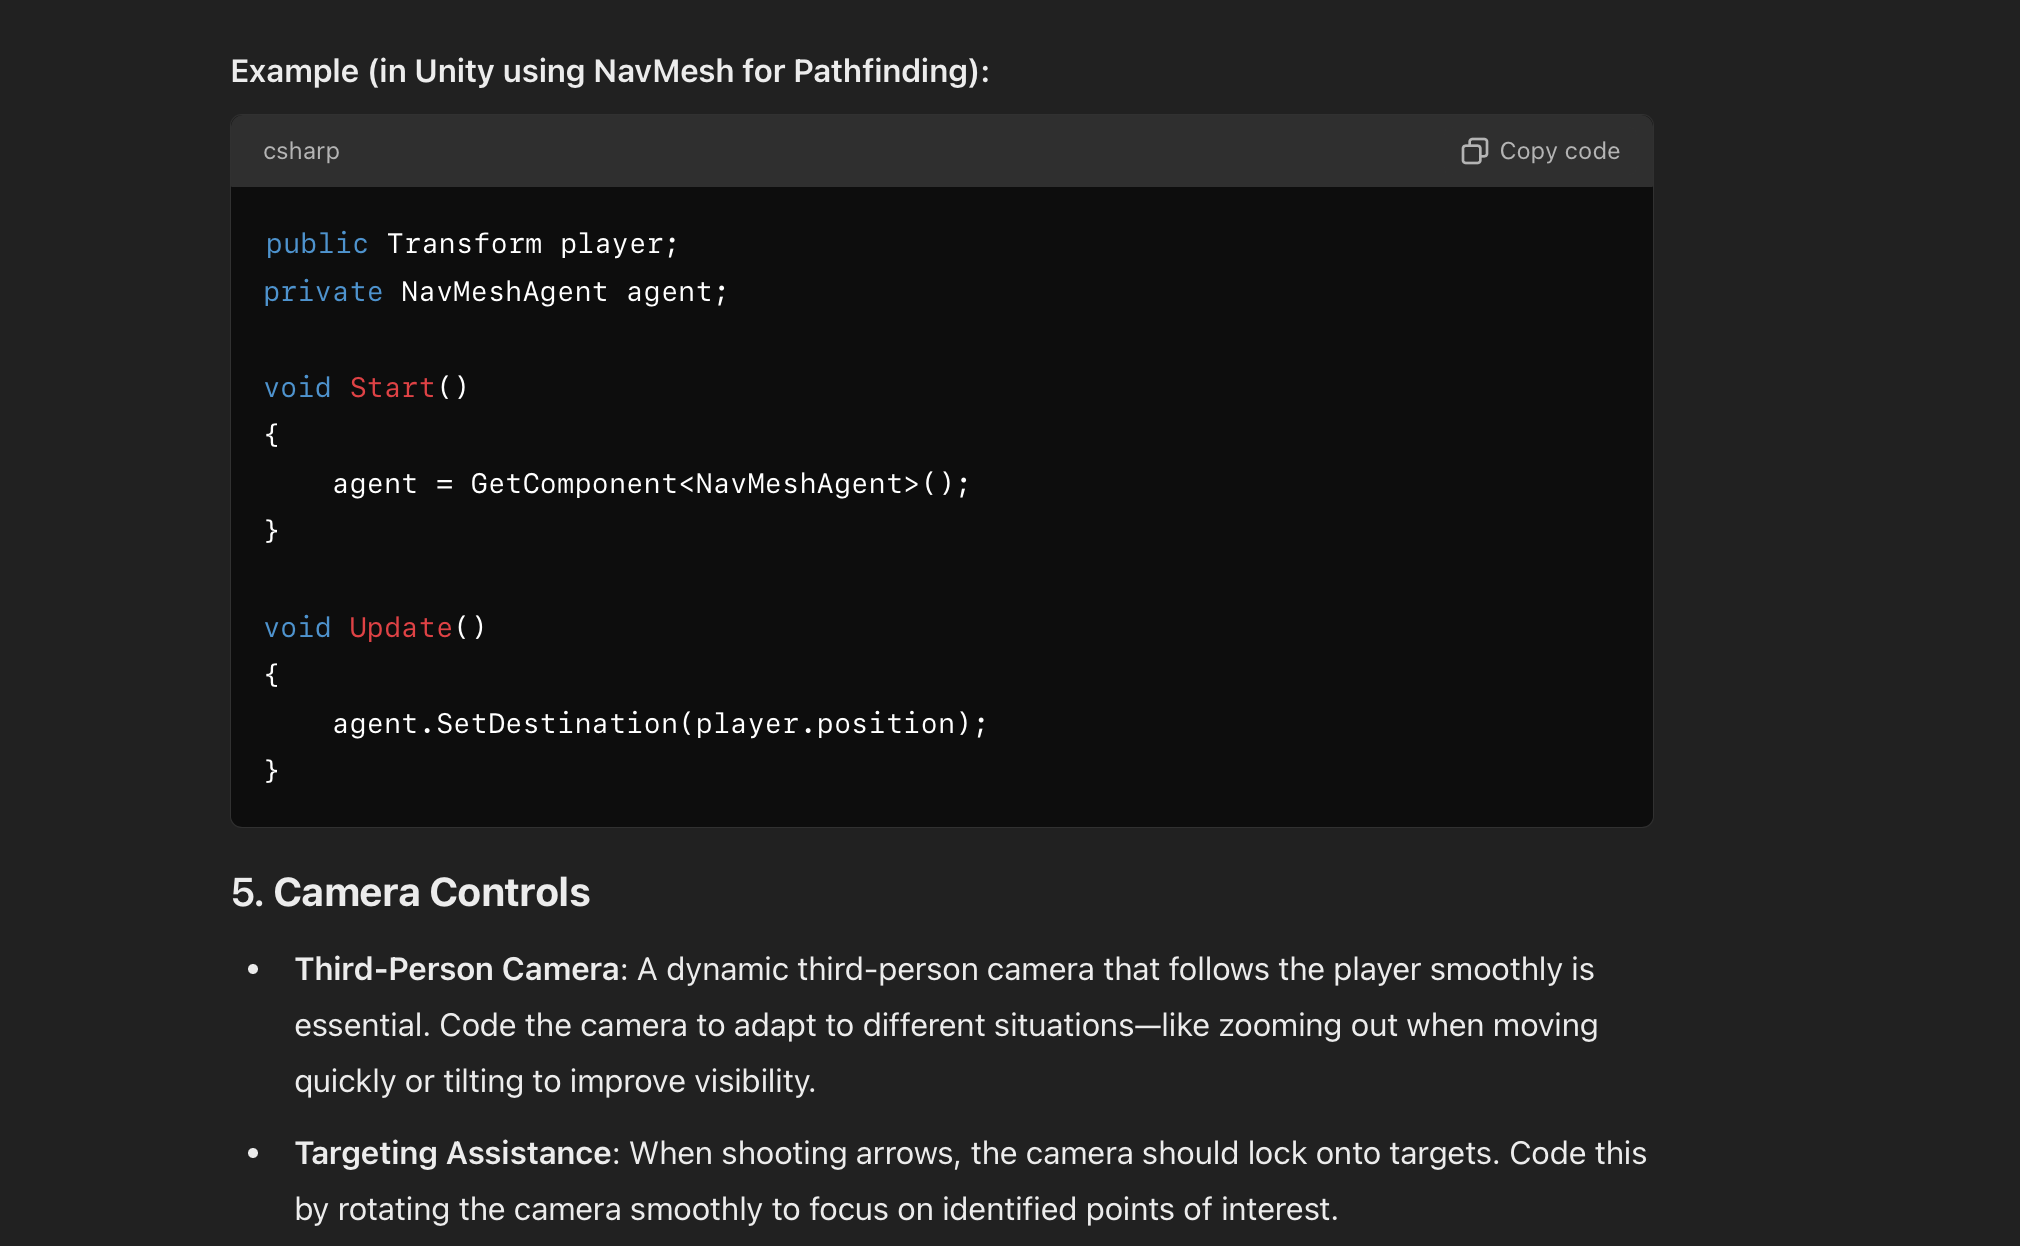 Example (in Unity using NavMesh for Pathfinding):
csharp
Copy code
public Transform player;
private NavMeshAgent agent;
void Start()
{
    agent = GetComponent<NavMeshAgent>();
}
void Update()
{
    agent.SetDestination(player.position);
}
5. Camera Controls
• Third-Person Camera: A dynamic third-person camera that follows the player smoothly is
essential. Code the camera to adapt to different situations—like zooming out when moving
quickly or tilting to improve visibility.
• Targeting Assistance: When shooting arrows, the camera should lock onto targets. Code this
by rotating the camera smoothly to focus on identified points of interest.